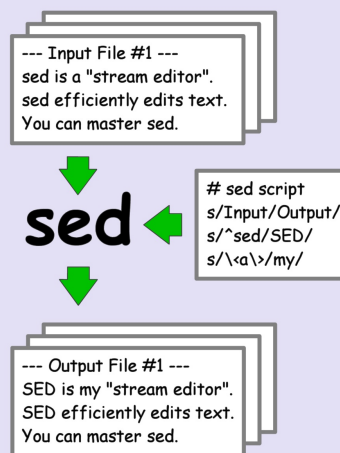 --- Input File #1 ---
sed is a "stream editor".
sed efficiently edits text.
You can master sed.
sed
# sed script
s/Input/Output/
s/^sed/SED/
s/\<a\>/my/
--- Output File #1 ---
SED is my "stream editor".
SED efficiently edits text.
You can master sed.